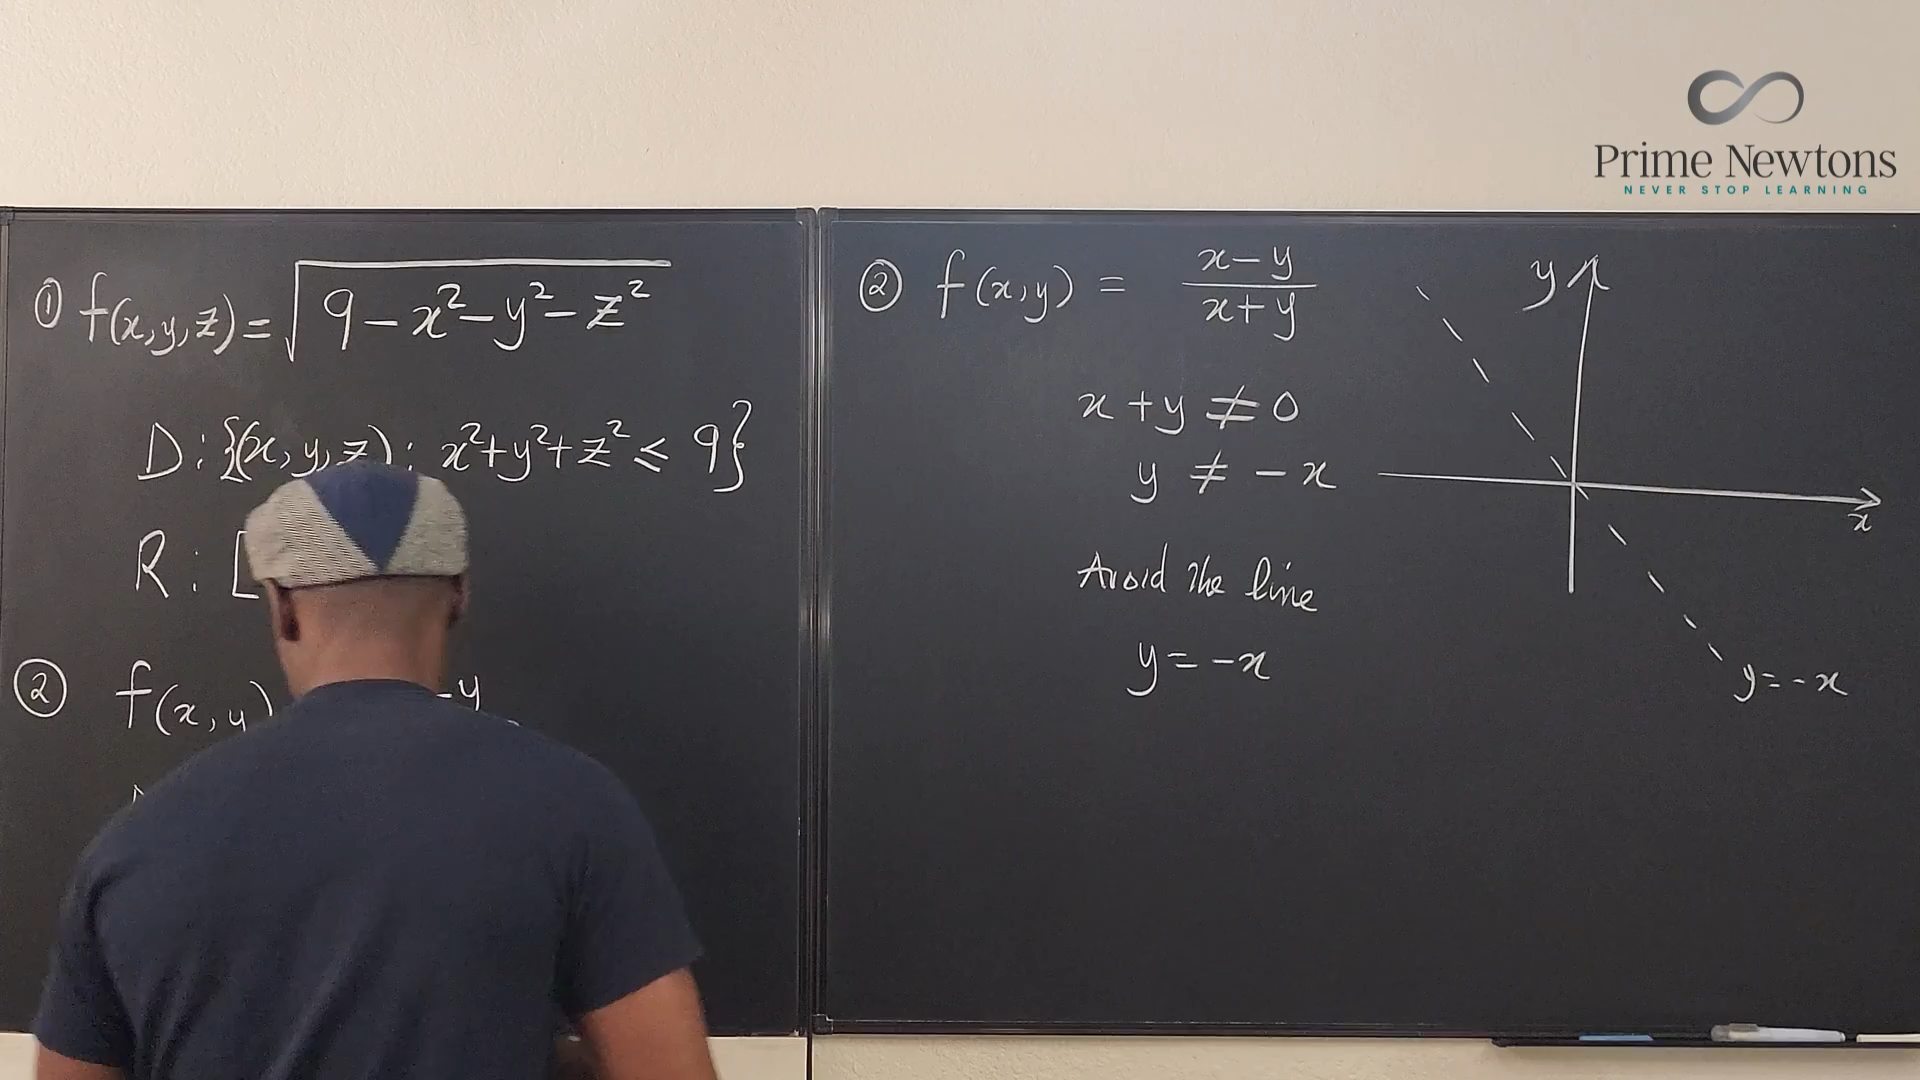 Prime Newtons
NEVER STOP LEARNING
① f(x,y,z) = √(9-x²-y²-z²)
D: {(x,y,z): x²+y²+z² ≤ 9}
R: [
② f(x,y)
-y
② f(x,y) = (x-y)/(x+y)
x+y ≠ 0
y ≠ -x
Avoid the line
y = -x
y
x
y=-x